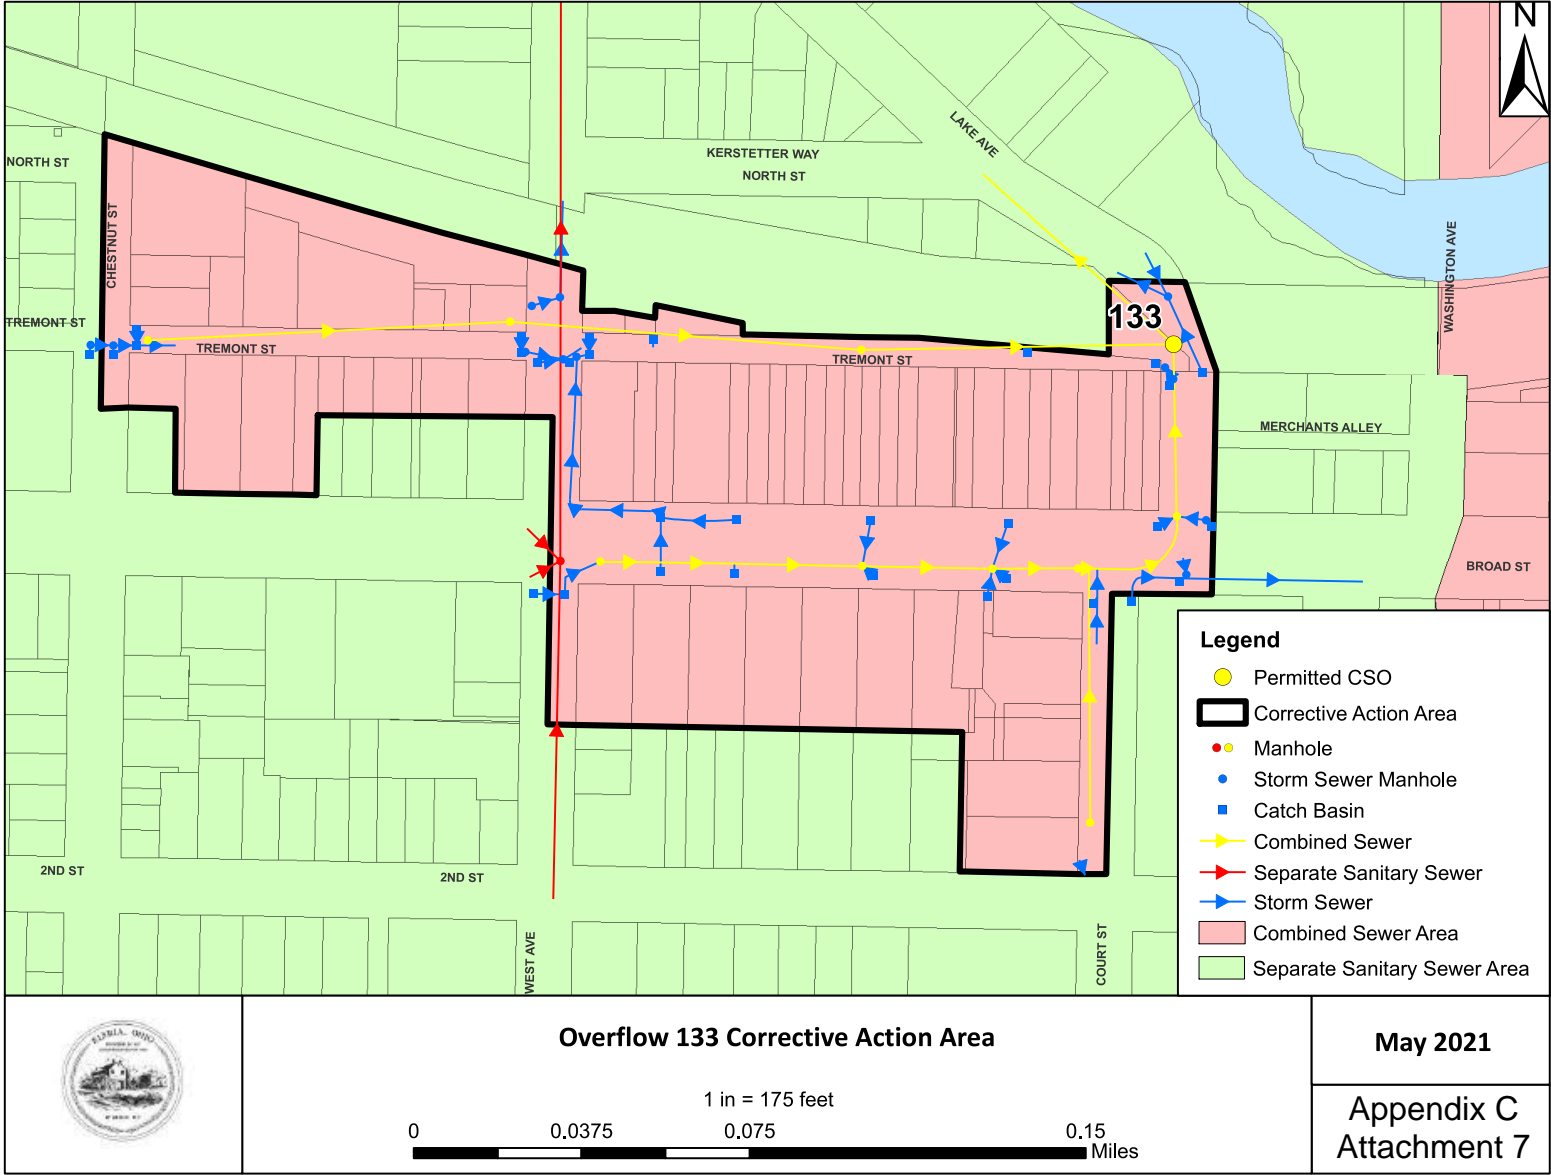 N
LAKE AVE
KERSTETTER WAY
NORTH ST
NORTH ST
CHESTNUT ST
WASHINGTON AVE
133
TREMONT ST
TREMONT ST
TREMONT ST
MERCHANTS ALLEY
BROAD ST
2ND ST
2ND ST
WEST AVE
COURT ST
Legend
Permitted CSO
Corrective Action Area
Manhole
Storm Sewer Manhole
Catch Basin
Combined Sewer
Separate Sanitary Sewer
Storm Sewer
Combined Sewer Area
Separate Sanitary Sewer Area
ELYRIA, OHIO
Overflow 133 Corrective Action Area
1 in = 175 feet
0 0.0375 0.075 0.15
Miles
May 2021
Appendix C
Attachment 7